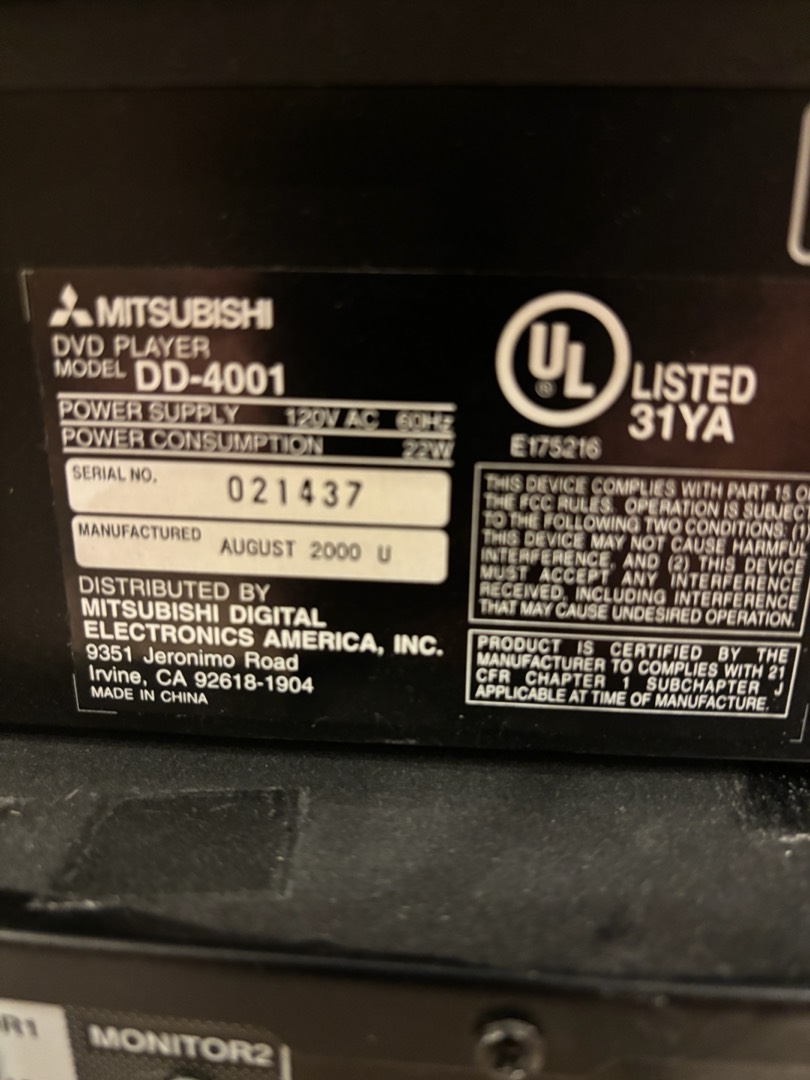 MITSUBISHI
DVD PLAYER
MODEL DD-4001
POWER SUPPLY 120V AC 60Hz
POWER CONSUMPTION 22W
SERIAL NO. 021437
MANUFACTURED AUGUST 2000 U
DISTRIBUTED BY
MITSUBISHI DIGITAL
ELECTRONICS AMERICA, INC.
9351 Jeronimo Road
Irvine, CA 92618-1904
MADE IN CHINA
UL ®
LISTED
31YA
E175216
THIS DEVICE COMPLIES WITH PART 15 O
THE FCC RULES. OPERATION IS SUBJEC
TO THE FOLLOWING TWO CONDITIONS. (1)
THIS DEVICE MAY NOT CAUSE HARMFUL
INTERFERENCE, AND (2) THIS DEVICE
MUST ACCEPT ANY INTERFERENCE
RECEIVED, INCLUDING INTERFERENCE
THAT MAY CAUSE UNDESIRED OPERATION.
PRODUCT IS CERTIFIED BY THE
MANUFACTURER TO COMPLIES WITH 21
CFR CHAPTER 1 SUBCHAPTER J
APPLICABLE AT TIME OF MANUFACTURE.
R1
MONITOR2